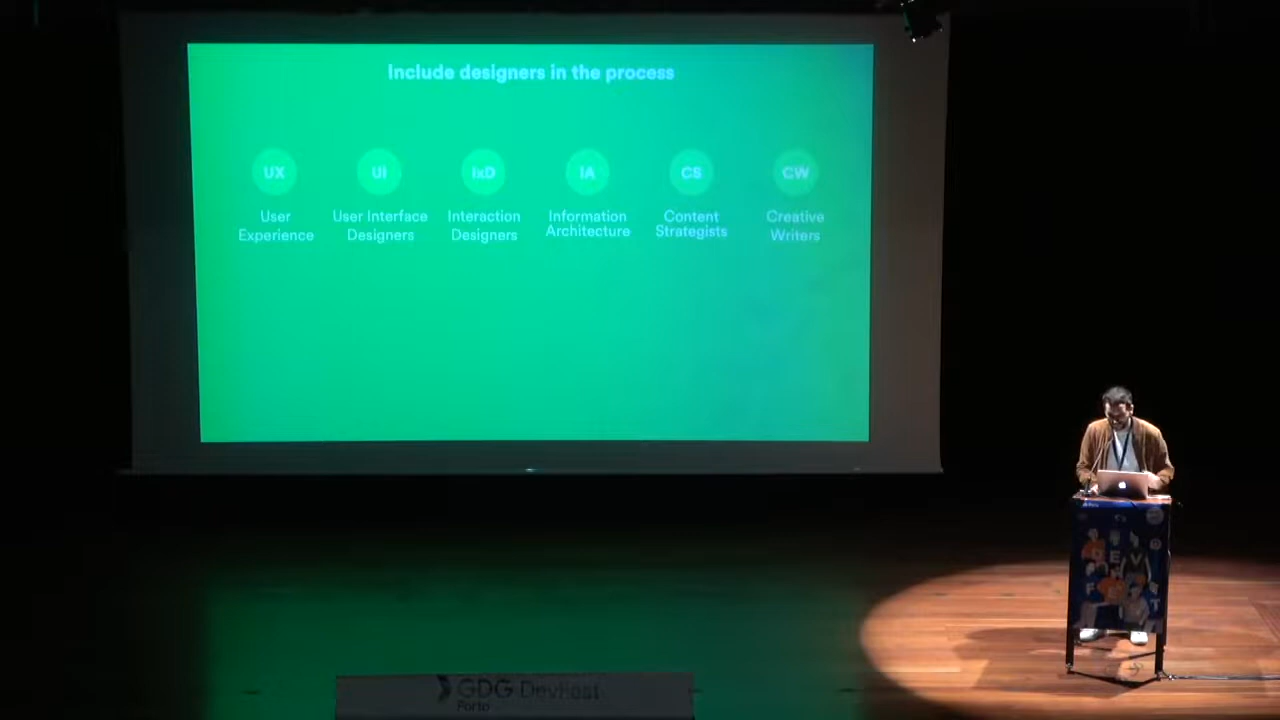 Include designers in the process
UX
User
Experience
UI
User Interface
Designers
IxD
Interaction
Designers
IA
Information
Architecture
CS
Content
Strategists
CW
Creative
Writers
D E V
F
T
GDG DevFest
Porto